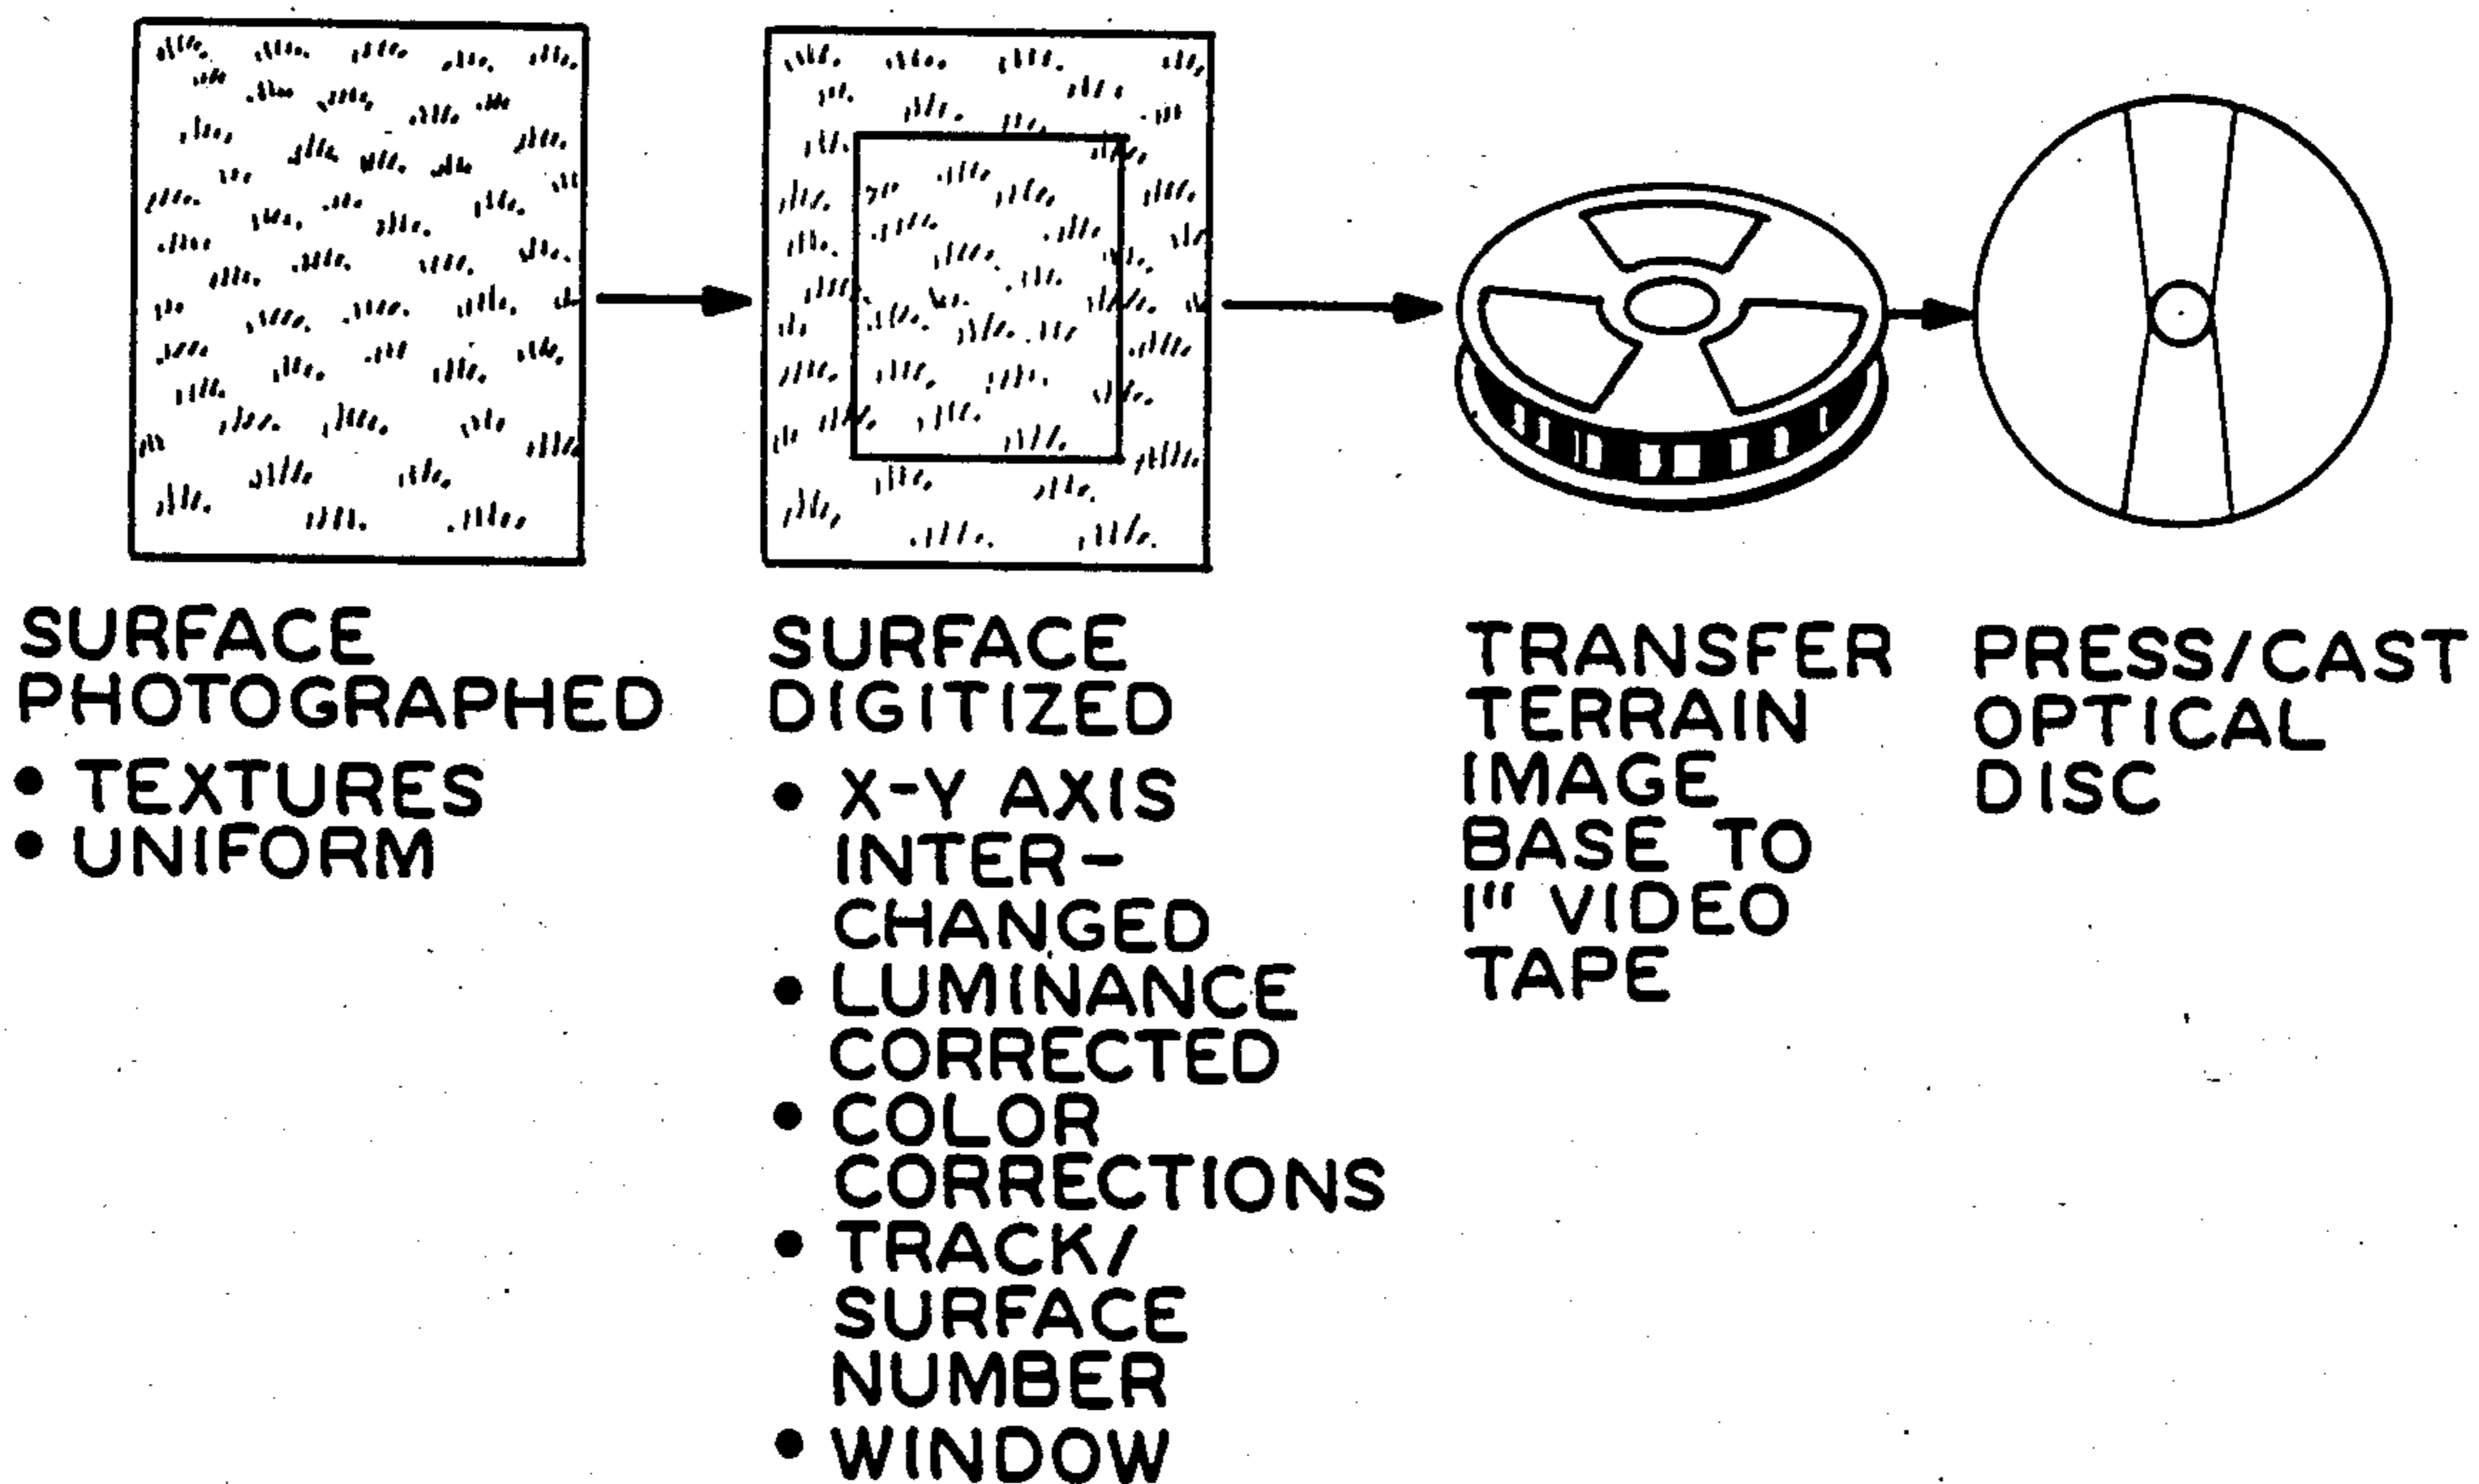 SURFACE
PHOTOGRAPHED
• TEXTURES
• UNIFORM
SURFACE
DIGITIZED
• X-Y AXIS
INTER-
CHANGED
• LUMINANCE
CORRECTED
• COLOR
CORRECTIONS
• TRACK/
SURFACE
NUMBER
• WINDOW
TRANSFER
TERRAIN
IMAGE
BASE TO
1" VIDEO
TAPE
PRESS/CAST
OPTICAL
DISC